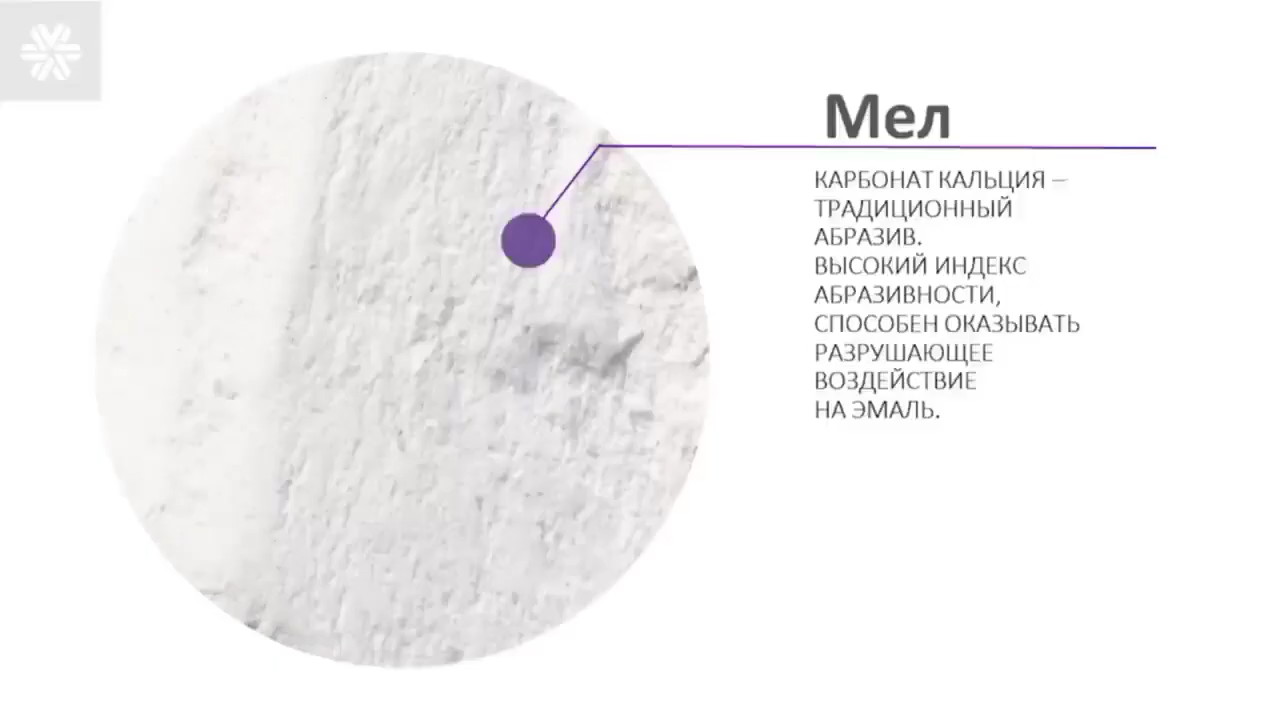 Мел
КАРБОНАТ КАЛЬЦИЯ –
ТРАДИЦИОННЫЙ
АБРАЗИВ.
ВЫСОКИЙ ИНДЕКС
АБРАЗИВНОСТИ,
СПОСОБЕН ОКАЗЫВАТЬ
РАЗРУШАЮЩЕЕ
ВОЗДЕЙСТВИЕ
НА ЭМАЛЬ.